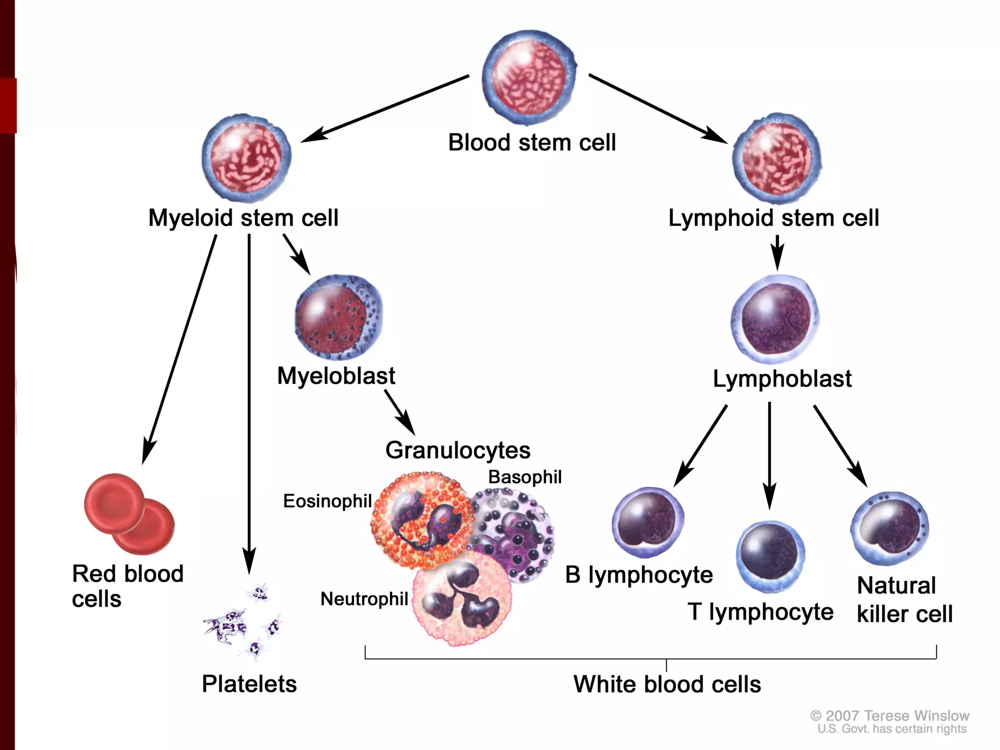 Blood stem cell
Myeloid stem cell
Lymphoid stem cell
Myeloblast
Lymphoblast
Granulocytes
Basophil
Eosinophil
Neutrophil
Red blood
cells
Platelets
B lymphocyte
T lymphocyte
Natural
killer cell
White blood cells
© 2007 Terese Winslow
U.S. Govt. has certain rights